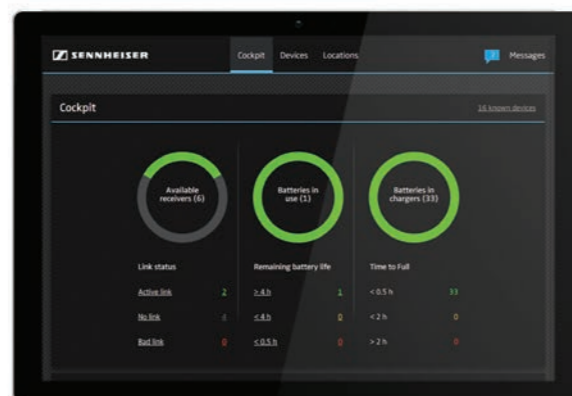 SENNHEISER
Cockpit Devices Locations Messages
Cockpit
16 known devices
Available receivers (6)
Batteries in use (1)
Batteries in chargers (33)
Link status
Active link 2
No link 4
Bad link 0
Remaining battery life
> 4 h 1
< 4 h 0
< 0.5 h 0
Time to Full
< 0.5 h 33
< 2 h 0
> 2 h 0